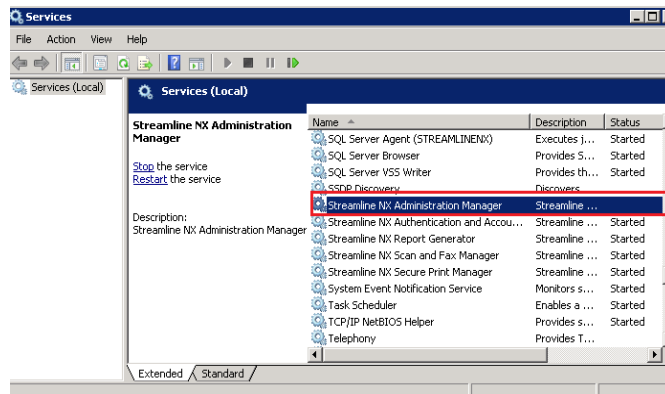 Services
File Action View Help
Services (Local)
Services (Local)
Streamline NX Administration
Manager
Stop the service
Restart the service
Description:
Streamline NX Administration Manager
Name Description Status
SQL Server Agent (STREAMLINENX) Executes j... Started
SQL Server Browser Provides S... Started
SQL Server VSS Writer Provides th... Started
SSDP Discovery Discovers
Streamline NX Administration Manager Streamline ...
Streamline NX Authentication and Accou... Streamline ... Started
Streamline NX Report Generator Streamline ... Started
Streamline NX Scan and Fax Manager Streamline ... Started
Streamline NX Secure Print Manager Streamline ... Started
System Event Notification Service Monitors s... Started
Task Scheduler Enables a ... Started
TCP/IP NetBIOS Helper Provides s... Started
Telephony Provides T...
Extended Standard